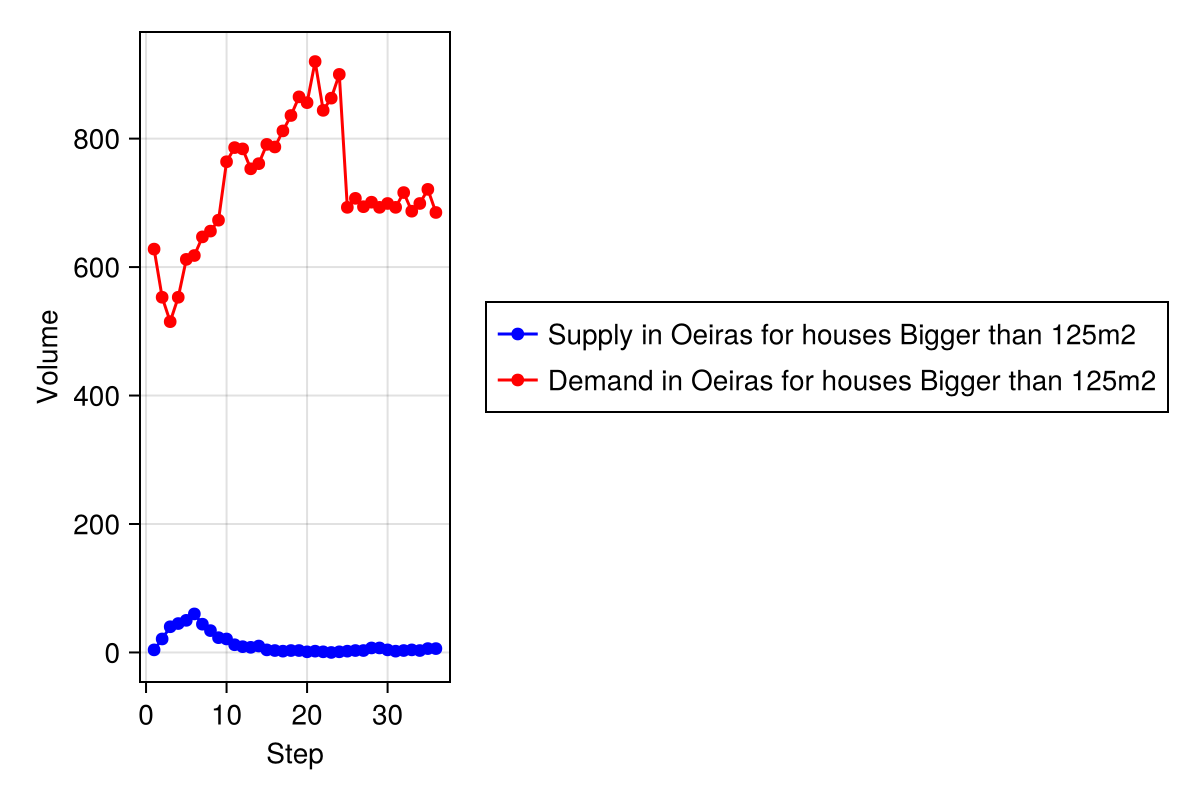 Volume
800
600
400
200
0
0 10 20 30
Step
Supply in Oeiras for houses Bigger than 125m2
Demand in Oeiras for houses Bigger than 125m2